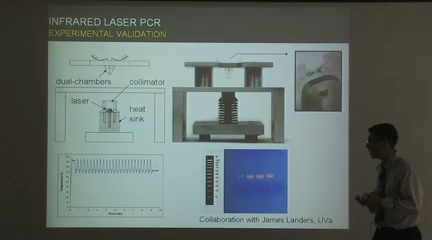 INFRARED LASER PCR
EXPERIMENTAL VALIDATION
dual-chambers
collimator
laser
heat
sink
Collaboration with James Landers, UVa